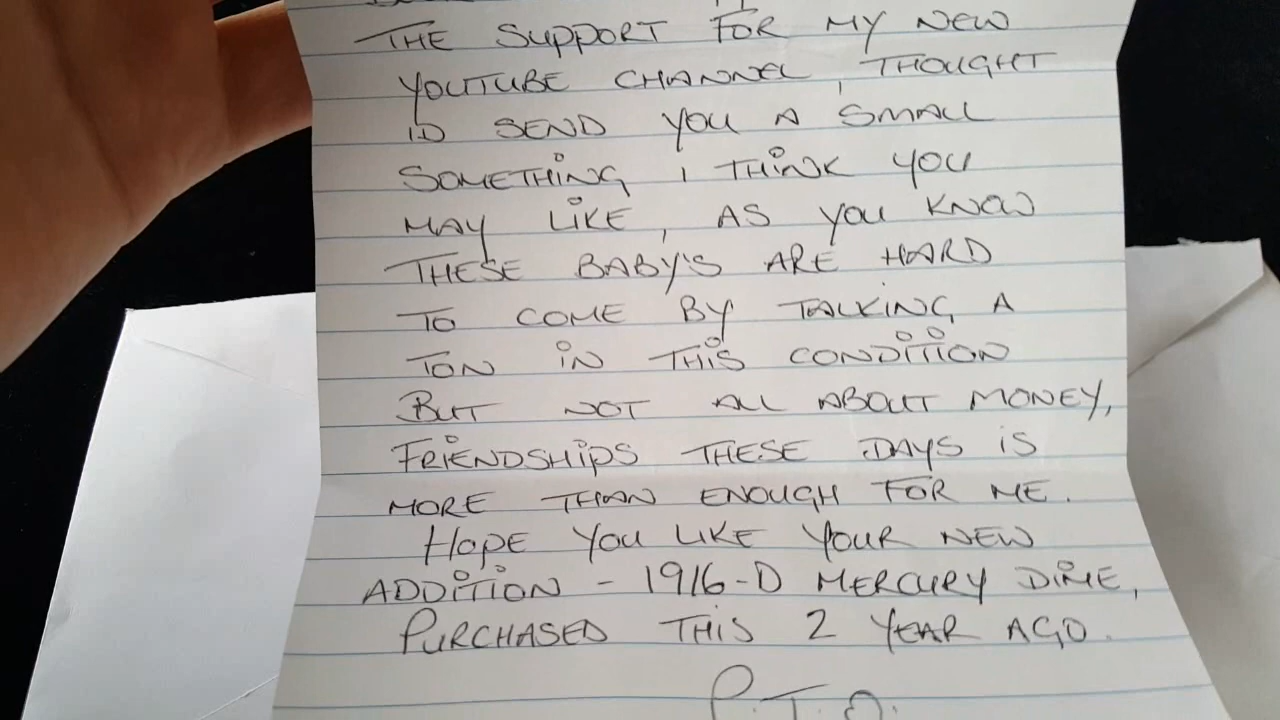 THE SUPPORT FOR MY NEW
YOUTUBE CHANNEL, THOUGHT
ID SEND YOU A SMALL
SOMETHING I THINK YOU
MAY LIKE, AS YOU KNOW
THESE BABY'S ARE HARD
TO COME BY TALKING A
TON IN THIS CONDITION
BUT NOT ALL ABOUT MONEY,
FRIENDSHIPS THESE DAYS IS
MORE THAN ENOUGH FOR ME.
HOPE YOU LIKE YOUR NEW
ADDITION - 1916-D MERCURY DIME,
PURCHASED THIS 2 YEAR AGO.
P.T.O.